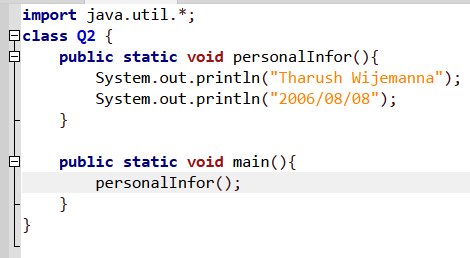 import java.util.*;
class Q2 {
    public static void personalInfor(){
        System.out.println("Tharush Wijemanna");
        System.out.println("2006/08/08");
    }

    public static void main(){
        personalInfor();
    }
}